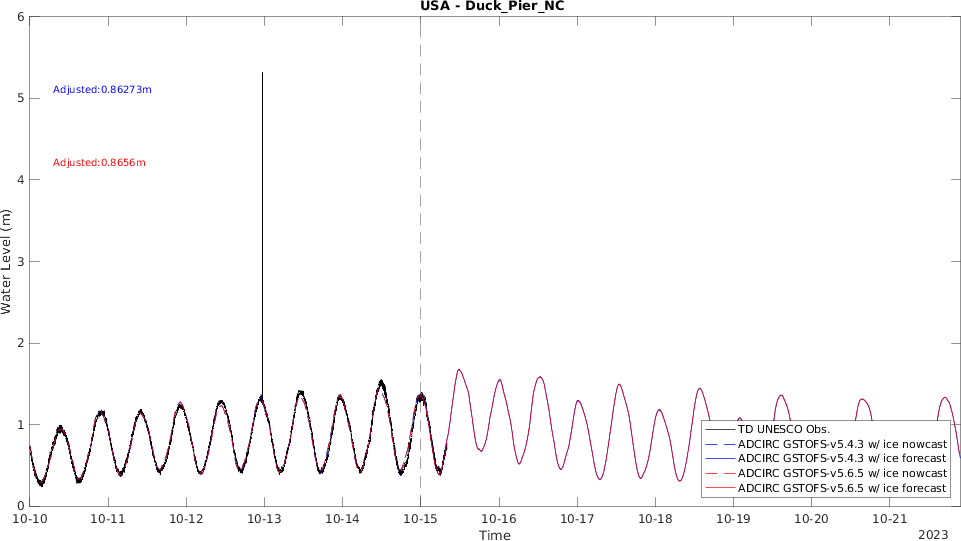 USA - Duck_Pier_NC
6
5
4
3
2
1
0
Water Level (m)
Adjusted:0.86273m
Adjusted:0.8656m
TD UNESCO Obs.
ADCIRC GSTOFS-v5.4.3 w/ ice nowcast
ADCIRC GSTOFS-v5.4.3 w/ ice forecast
ADCIRC GSTOFS-v5.6.5 w/ ice nowcast
ADCIRC GSTOFS-v5.6.5 w/ ice forecast
10-10 10-11 10-12 10-13 10-14 10-15 10-16 10-17 10-18 10-19 10-20 10-21
Time
2023